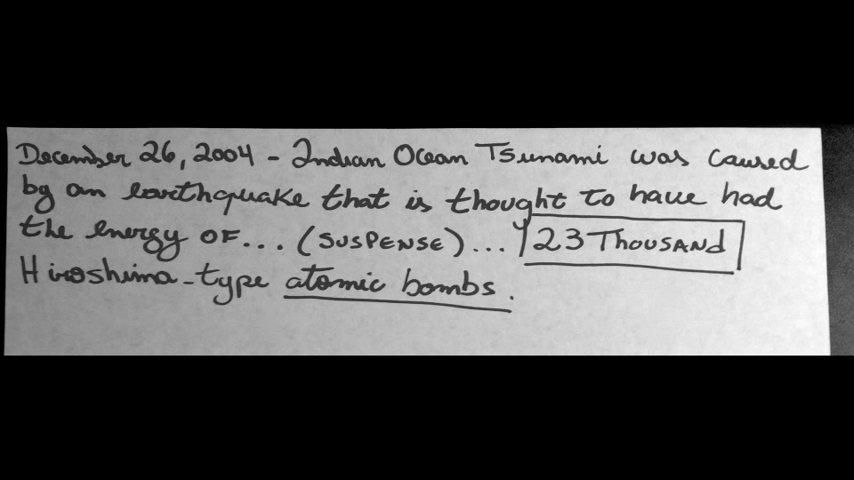 December 26, 2004 - Indian Ocean Tsunami was caused
by an earthquake that is thought to have had
the energy of... (suspense)... 23 Thousand
Hiroshima-type atomic bombs.